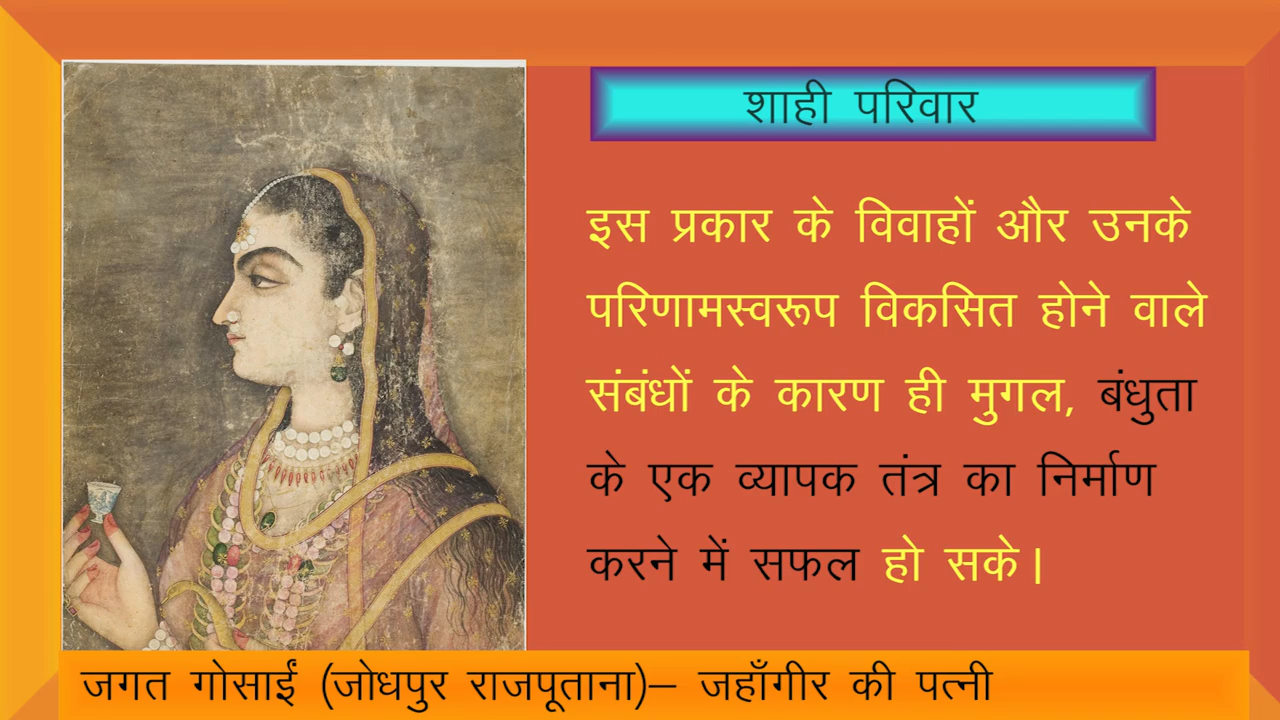 शाही परिवार
इस प्रकार के विवाहों और उनके
परिणामस्वरूप विकसित होने वाले
संबंधों के कारण ही मुगल, बंधुता
के एक व्यापक तंत्र का निर्माण
करने में सफल हो सके।
जगत गोसाईं (जोधपुर राजपूताना)– जहाँगीर की पत्नी